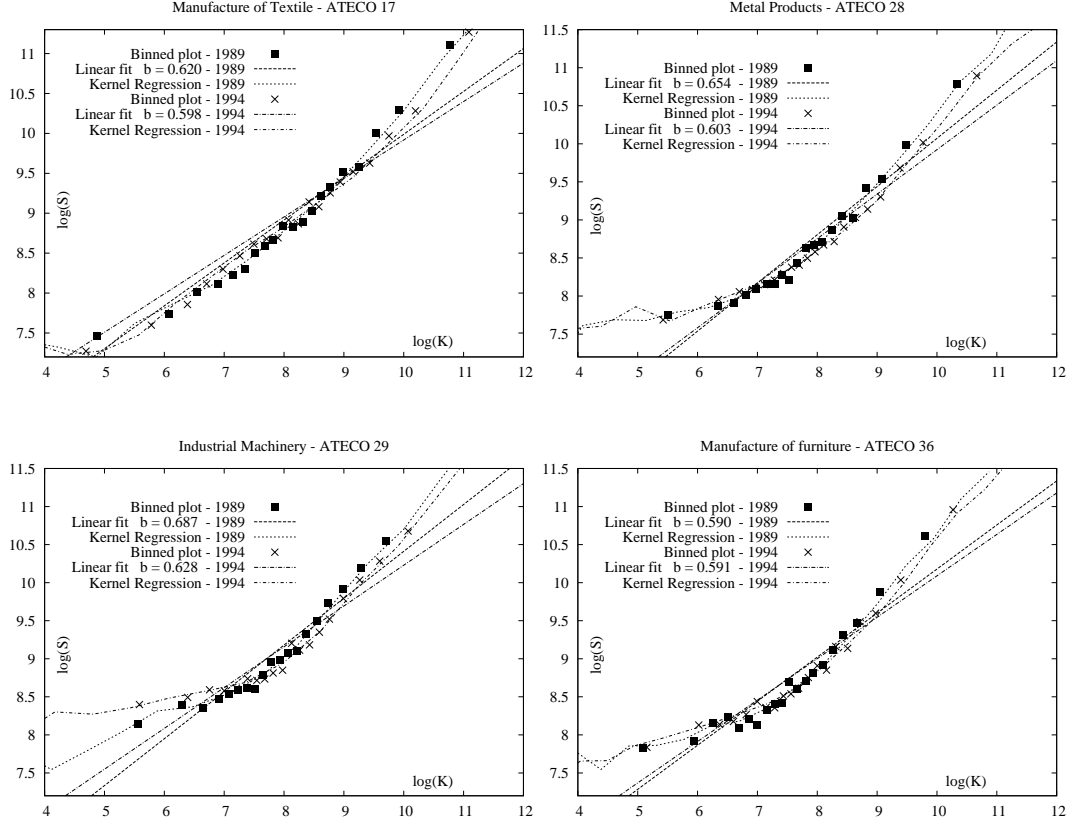 Manufacture of Textile - ATECO 17
11
10.5
10
9.5
9
8.5
8
7.5
4 5 6 7 8 9 10 11 12
log(S)
log(K)
Binned plot - 1989
Linear fit b = 0.620 - 1989
Kernel Regression - 1989
Binned plot - 1994
Linear fit b = 0.598 - 1994
Kernel Regression - 1994
Metal Products - ATECO 28
11.5
11
10.5
10
9.5
9
8.5
8
7.5
4 5 6 7 8 9 10 11 12
log(S)
log(K)
Binned plot - 1989
Linear fit b = 0.654 - 1989
Kernel Regression - 1989
Binned plot - 1994
Linear fit b = 0.603 - 1994
Kernel Regression - 1994
Industrial Machinery - ATECO 29
11.5
11
10.5
10
9.5
9
8.5
8
7.5
4 5 6 7 8 9 10 11 12
log(S)
log(K)
Binned plot - 1989
Linear fit b = 0.687 - 1989
Kernel Regression - 1989
Binned plot - 1994
Linear fit b = 0.628 - 1994
Kernel Regression - 1994
Manufacture of furniture - ATECO 36
11.5
11
10.5
10
9.5
9
8.5
8
7.5
4 5 6 7 8 9 10 11 12
log(S)
log(K)
Binned plot - 1989
Linear fit b = 0.590 - 1989
Kernel Regression - 1989
Binned plot - 1994
Linear fit b = 0.591 - 1994
Kernel Regression - 1994